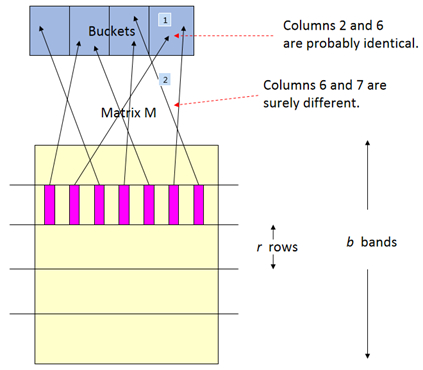 1
Buckets
Columns 2 and 6
are probably identical.
2
Columns 6 and 7 are
surely different.
Matrix M
r rows
b bands